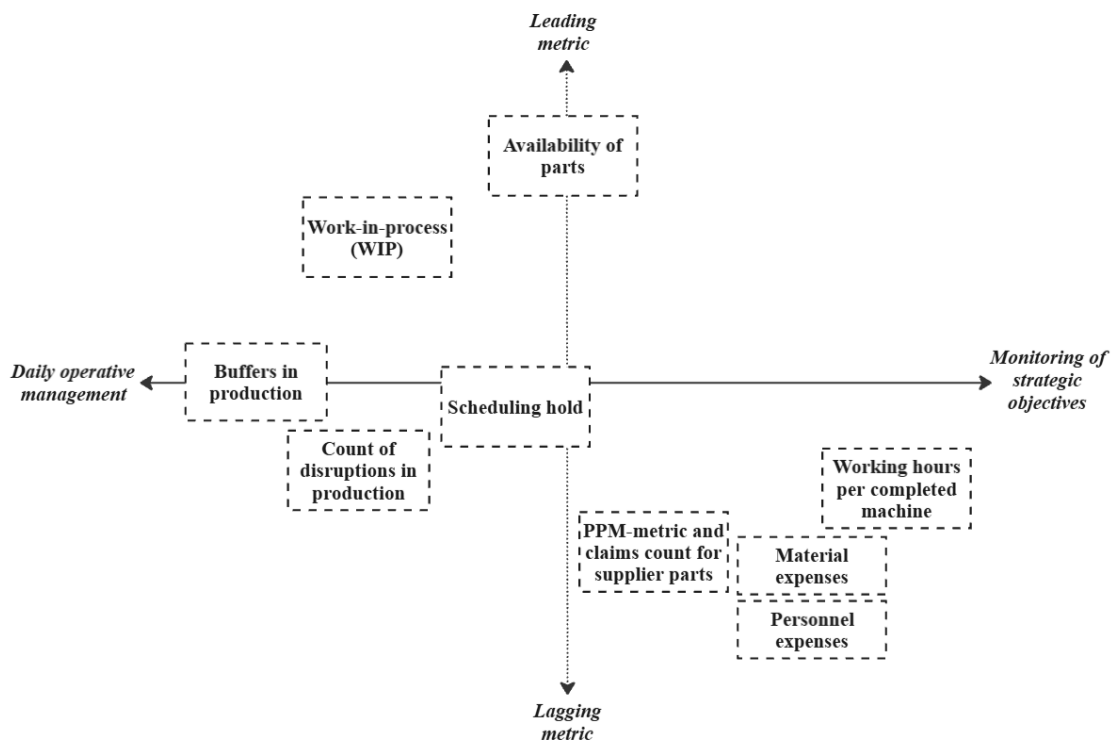 Leading
metric
Availability of
parts
Work-in-process
(WIP)
Daily operative
management
Buffers in
production
Scheduling hold
Monitoring of
strategic
objectives
Count of
disruptions in
production
Working hours
per completed
machine
PPM-metric and
claims count for
supplier parts
Material
expenses
Personnel
expenses
Lagging
metric